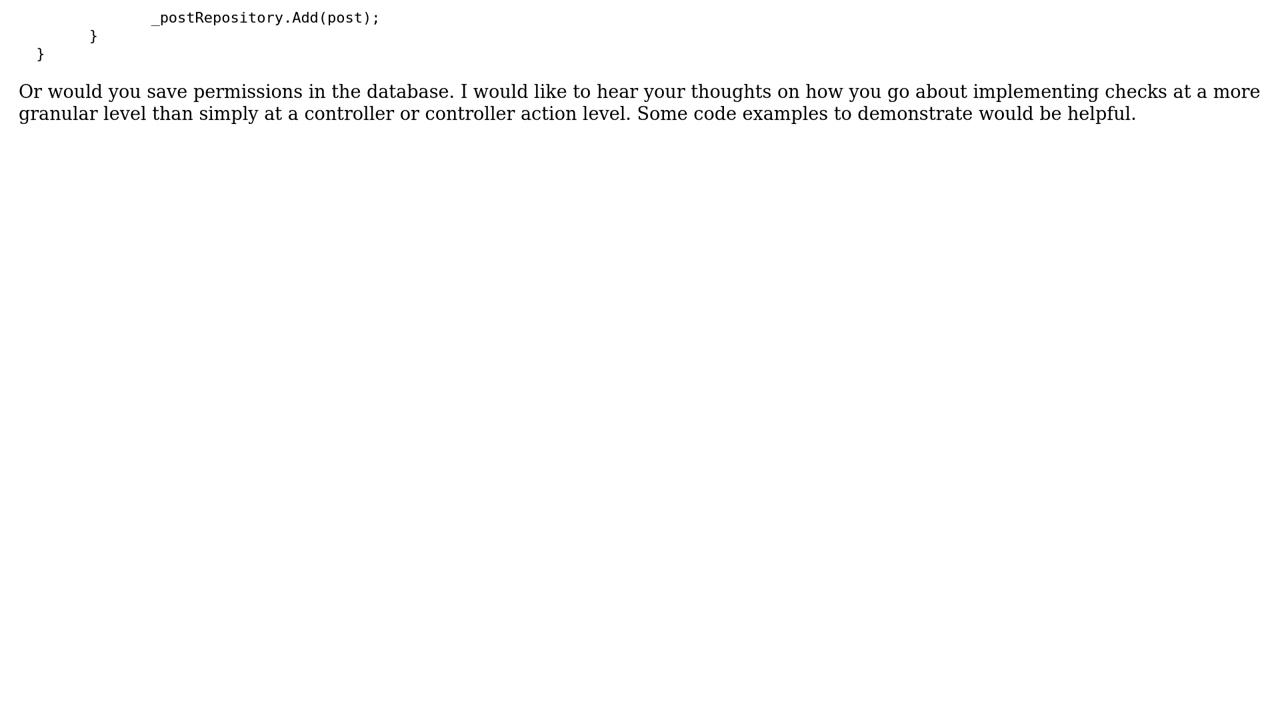 _postRepository.Add(post);
}
}
Or would you save permissions in the database. I would like to hear your thoughts on how you go about implementing checks at a more
granular level than simply at a controller or controller action level. Some code examples to demonstrate would be helpful.